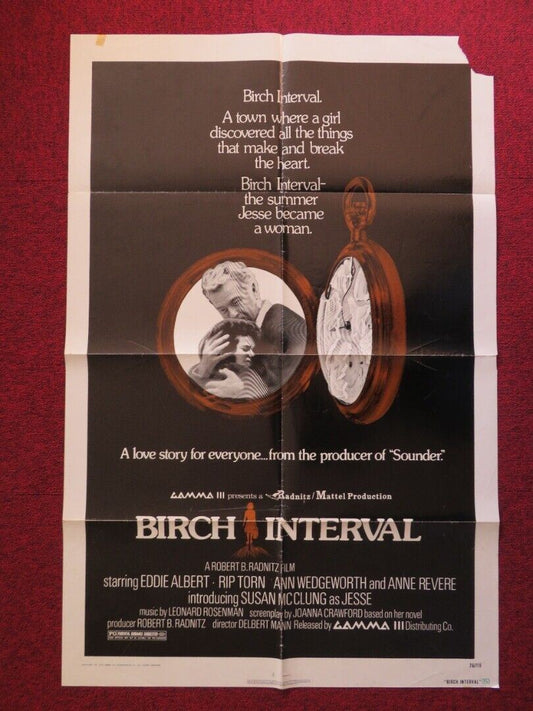 Birch Interval.
A town where a girl
discovered all the things
that make and break
the heart.
Birch Interval-
the summer
Jesse became
a woman.
A love story for everyone...from the producer of "Sounder."
GAMMA III presents a Radnitz/Mattel Production
BIRCH INTERVAL
A ROBERT B. RADNITZ FILM
starring EDDIE ALBERT · RIP TORN ANN WEDGEWORTH and ANNE REVERE
introducing SUSAN MCCLUNG as JESSE
music by LEONARD ROSENMAN screenplay by JOANNA CRAWFORD based on her novel
producer ROBERT B. RADNITZ director DELBERT MANN Released by GAMMA III Distributing Co.
PG PARENTAL GUIDANCE SUGGESTED
"BIRCH INTERVAL"